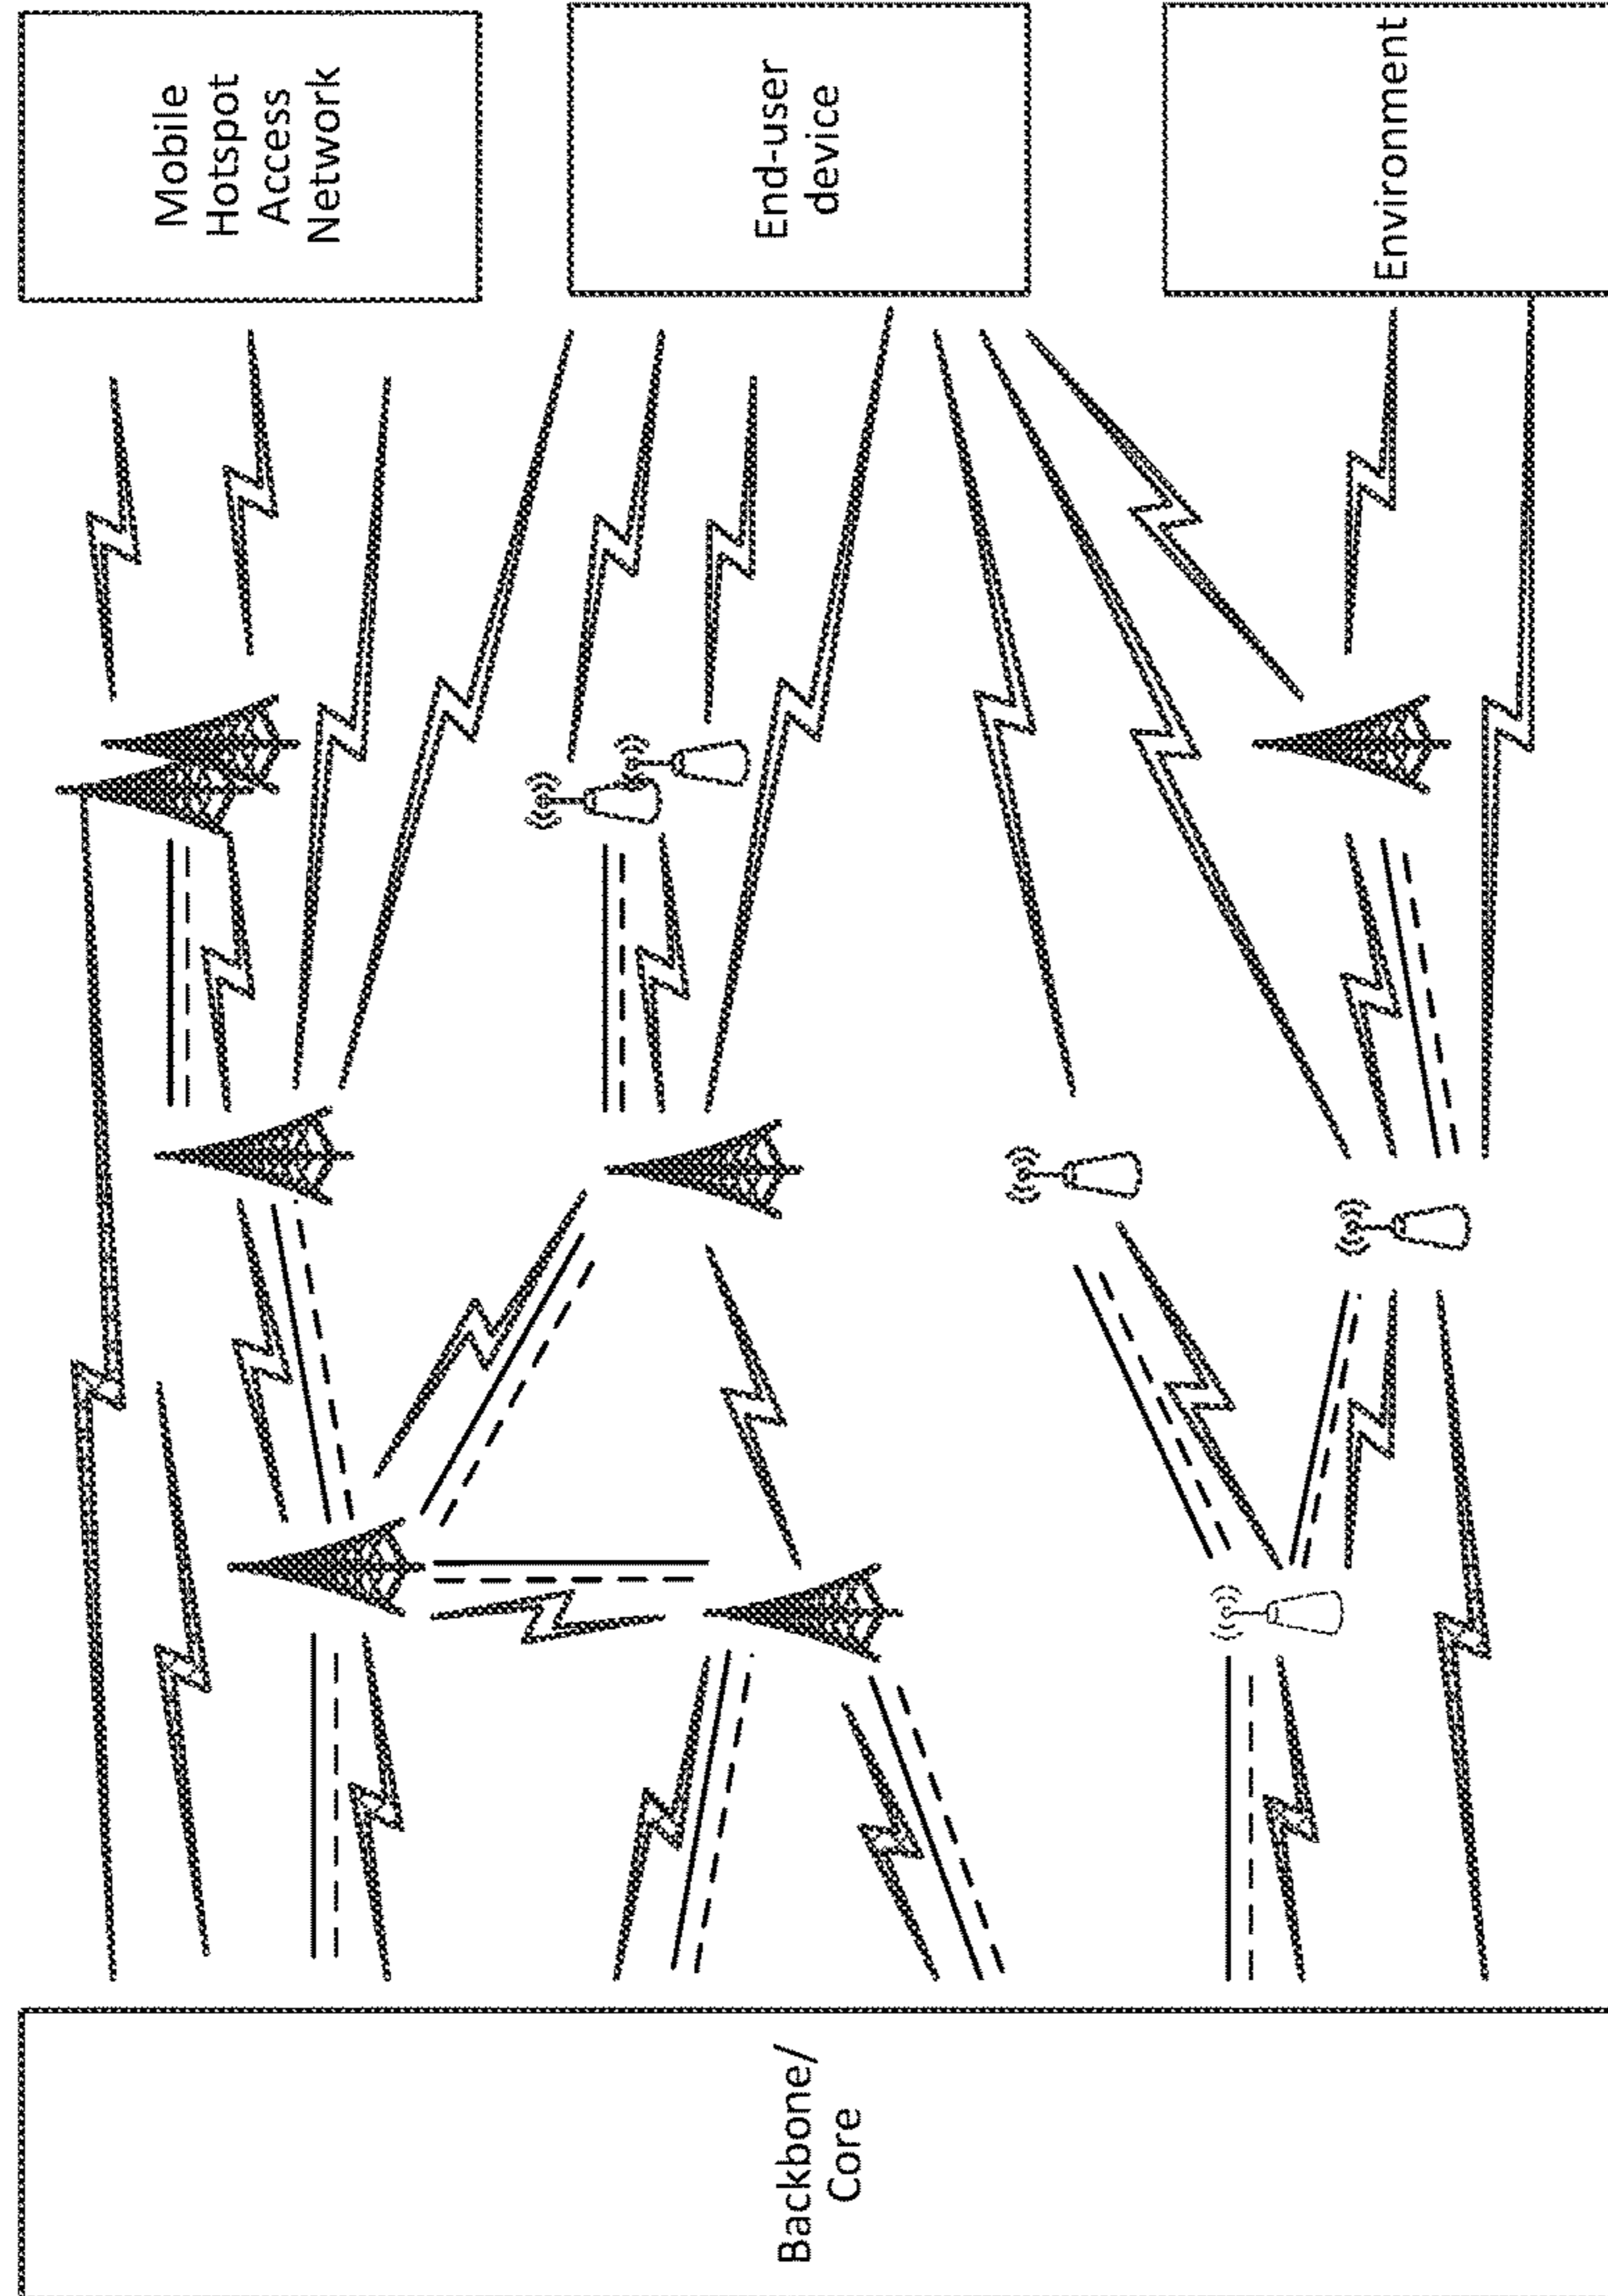 Mobile
Hotspot
Access
Network
End-user
device
Environment
Backbone/
Core